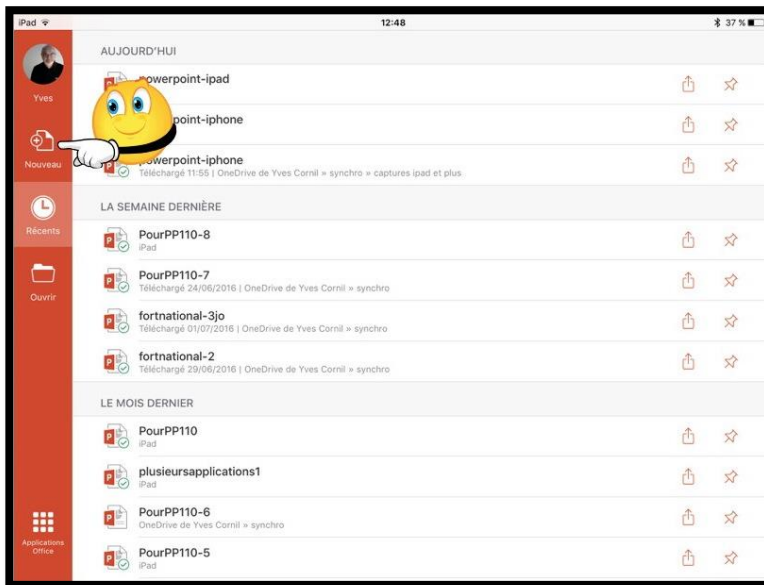 iPad
12:48
37 %
Yves
Nouveau
Récents
Ouvrir
Applications
Office
AUJOURD'HUI
powerpoint-ipad
point-iphone
powerpoint-iphone
Téléchargé 11:55 | OneDrive de Yves Cornil » synchro » captures ipad et plus
LA SEMAINE DERNIÈRE
PourPP110-8
iPad
PourPP110-7
Téléchargé 24/06/2016 | OneDrive de Yves Cornil » synchro
fortnational-3jo
Téléchargé 01/07/2016 | OneDrive de Yves Cornil » synchro
fortnational-2
Téléchargé 29/06/2016 | OneDrive de Yves Cornil » synchro
LE MOIS DERNIER
PourPP110
iPad
plusieursapplications1
iPad
PourPP110-6
OneDrive de Yves Cornil » synchro
PourPP110-5
iPad